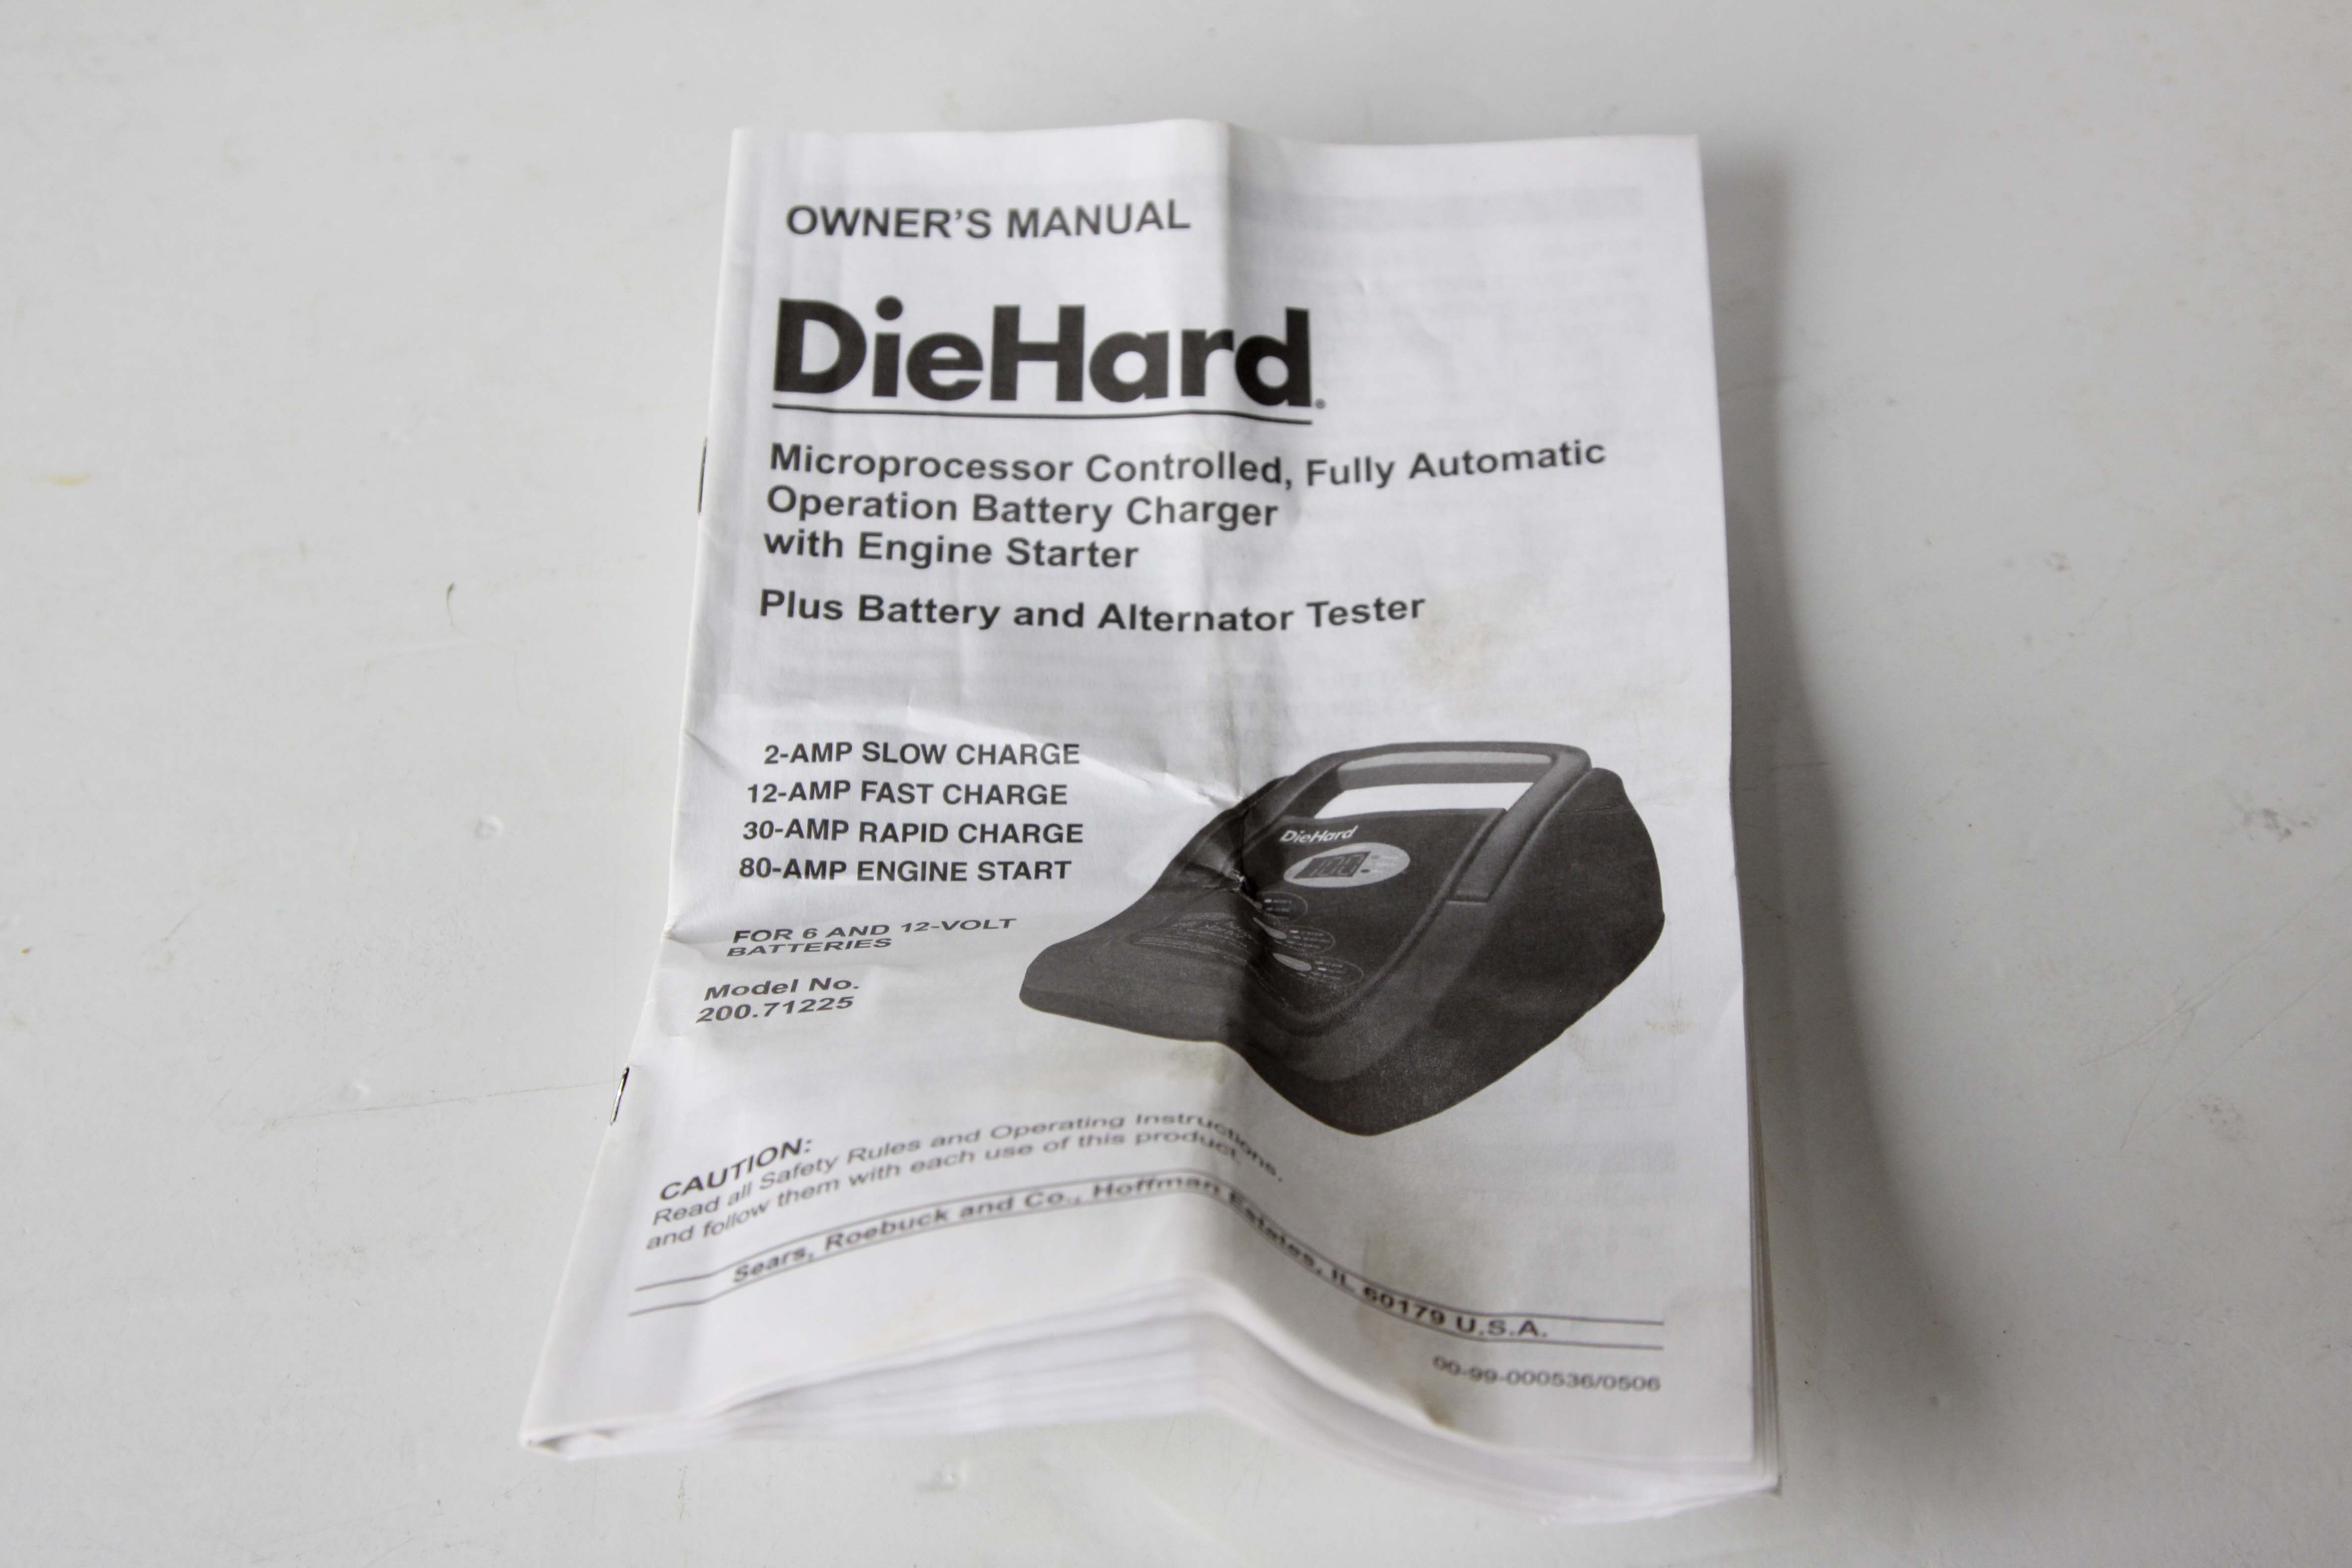 OWNER'S MANUAL
DieHard®
Microprocessor Controlled, Fully Automatic
Operation Battery Charger
with Engine Starter
Plus Battery and Alternator Tester
2-AMP SLOW CHARGE
12-AMP FAST CHARGE
30-AMP RAPID CHARGE
80-AMP ENGINE START
FOR 6 AND 12-VOLT
BATTERIES
Model No.
200.71225
DieHard
CAUTION:
Read all Safety Rules and Operating Instructions.
and follow them with each use of this product.
Sears, Roebuck and Co., Hoffman Estates, IL 60179 U.S.A.
00-99-000536/0506